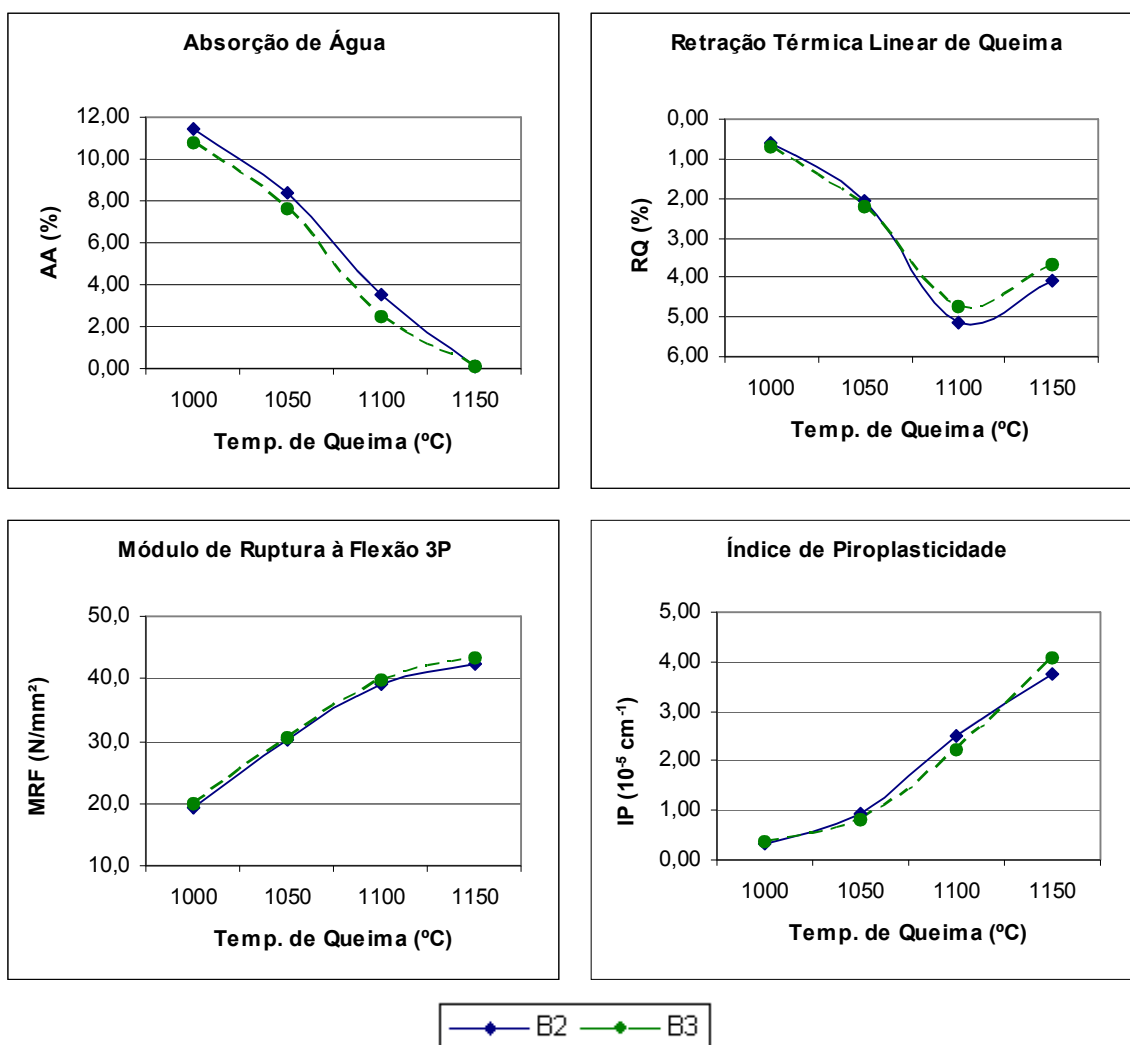 Absorção de Água
12,00
10,00
8,00
6,00
4,00
2,00
0,00
AA (%)
1000 1050 1100 1150
Temp. de Queima (ºC)
Retração Térmica Linear de Queima
0,00
1,00
2,00
3,00
4,00
5,00
6,00
RQ (%)
1000 1050 1100 1150
Temp. de Queima (ºC)
Módulo de Ruptura à Flexão 3P
50,0
40,0
30,0
20,0
10,0
MRF (N/mm²)
1000 1050 1100 1150
Temp. de Queima (ºC)
Índice de Piroplasticidade
5,00
4,00
3,00
2,00
1,00
0,00
IP (10⁻⁵ cm⁻¹)
1000 1050 1100 1150
Temp. de Queima (ºC)
B2 B3